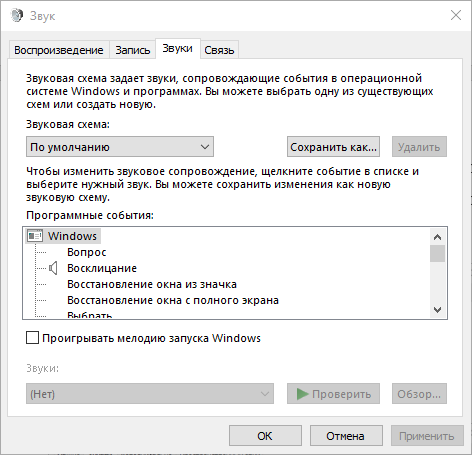 Звук
Воспроизведение Запись Звуки Связь
Звуковая схема задает звуки, сопровождающие события в операционной
системе Windows и программах. Вы можете выбрать одну из существующих
схем или создать новую.
Звуковая схема:
По умолчанию Сохранить как... Удалить
Чтобы изменить звуковое сопровождение, щелкните событие в списке и
выберите нужный звук. Вы можете сохранить изменения как новую
звуковую схему.
Программные события:
Windows
Вопрос
Восклицание
Восстановление окна из значка
Восстановление окна с полного экрана
Выбрать
Проигрывать мелодию запуска Windows
Звуки:
(Нет) Проверить Обзор...
ОК Отмена Применить